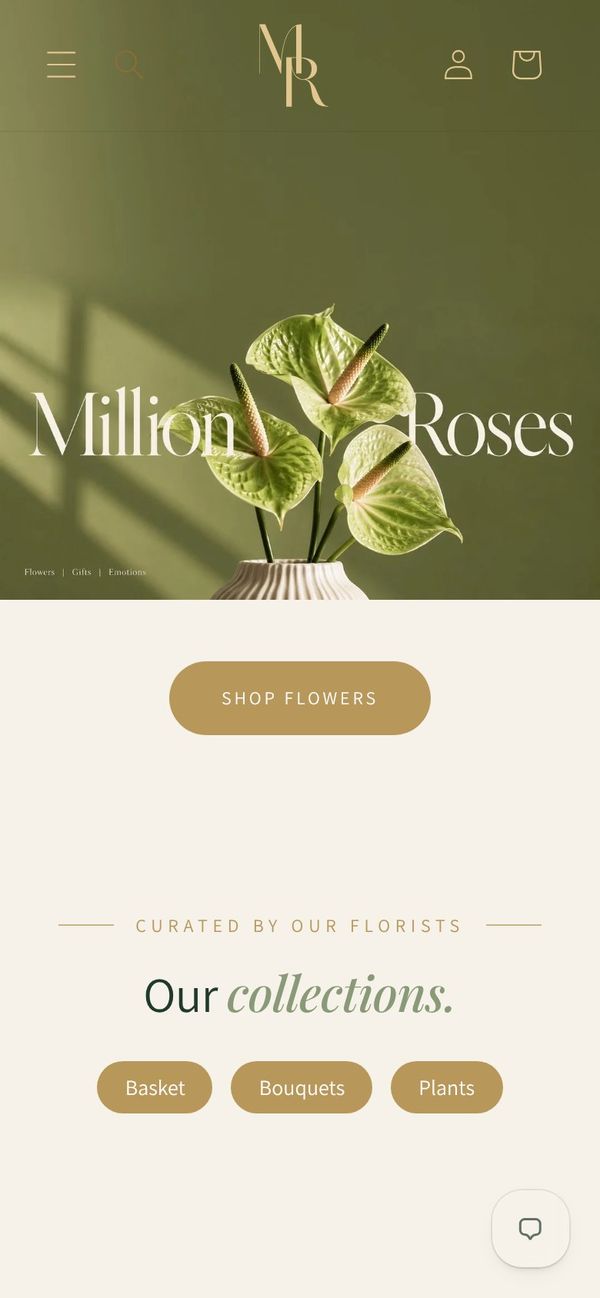 MR
Million Roses
Flowers | Gifts | Emotions
SHOP FLOWERS
CURATED BY OUR FLORISTS
Our collections.
Basket Bouquets Plants